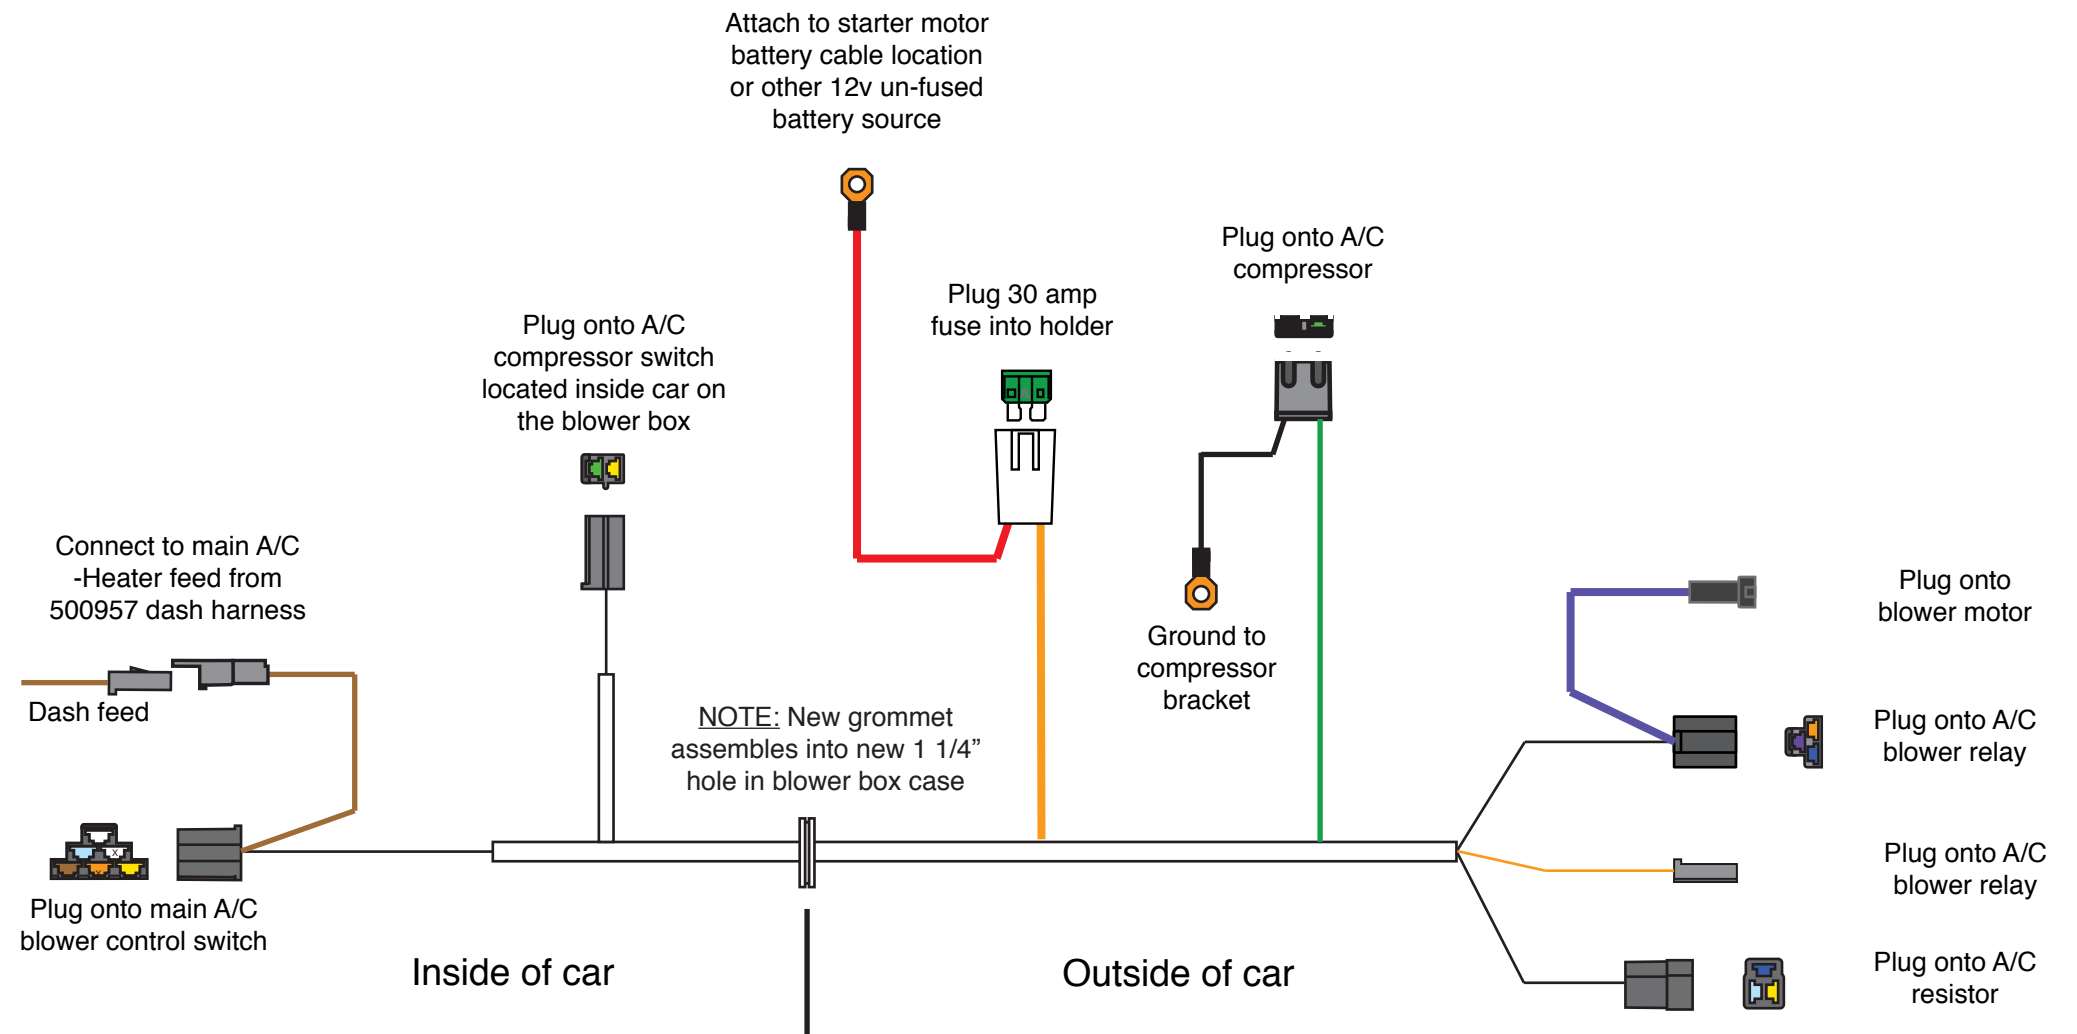 Attach to starter motor
battery cable location
or other 12v un-fused
battery source
Plug onto A/C
compressor
Plug 30 amp
fuse into holder
Plug onto A/C
compressor switch
located inside car on
the blower box
Connect to main A/C
-Heater feed from
500957 dash harness
Dash feed
Plug onto main A/C
blower control switch
NOTE: New grommet
assembles into new 1 1/4”
hole in blower box case
Ground to
compressor
bracket
Plug onto
blower motor
Plug onto A/C
blower relay
Plug onto A/C
blower relay
Plug onto A/C
resistor
X
X
Inside of car
Outside of car